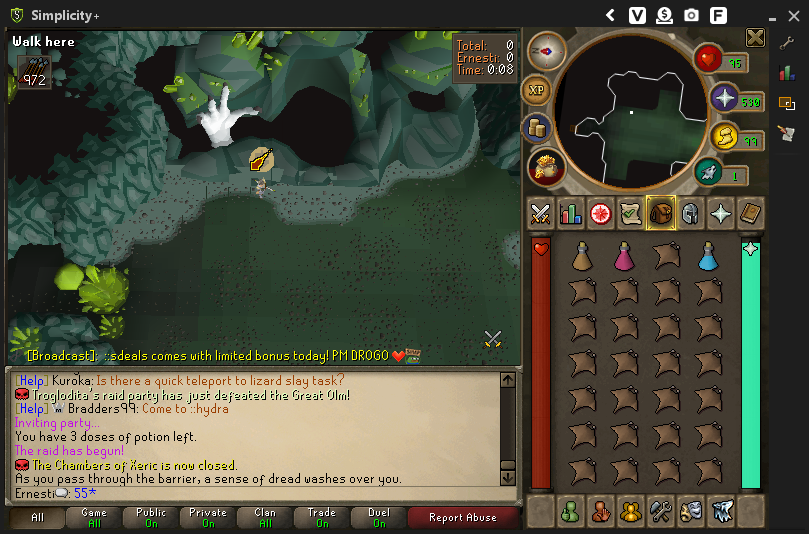 Simplicity+
V
F
Walk here
972
Total: 0
Ernesti: 0
Time: 0:08
N
XP
95
530
99
1
[Broadcast]: ::sdeals comes with limited bonus today! PM DROGO
[Help] Kuroka: Is there a quick teleport to lizard slay task?
Troglodita's raid party has just defeated the Great Olm!
[Help] Bradders99: Come to ::hydra
Inviting party...
You have 3 doses of potion left.
The raid has begun!
The Chambers of Xeric is now closed.
As you pass through the barrier, a sense of dread washes over you.
Ernesti: 55*
All
Game
All
Public
On
Private
On
Clan
All
Trade
On
Duel
On
Report Abuse